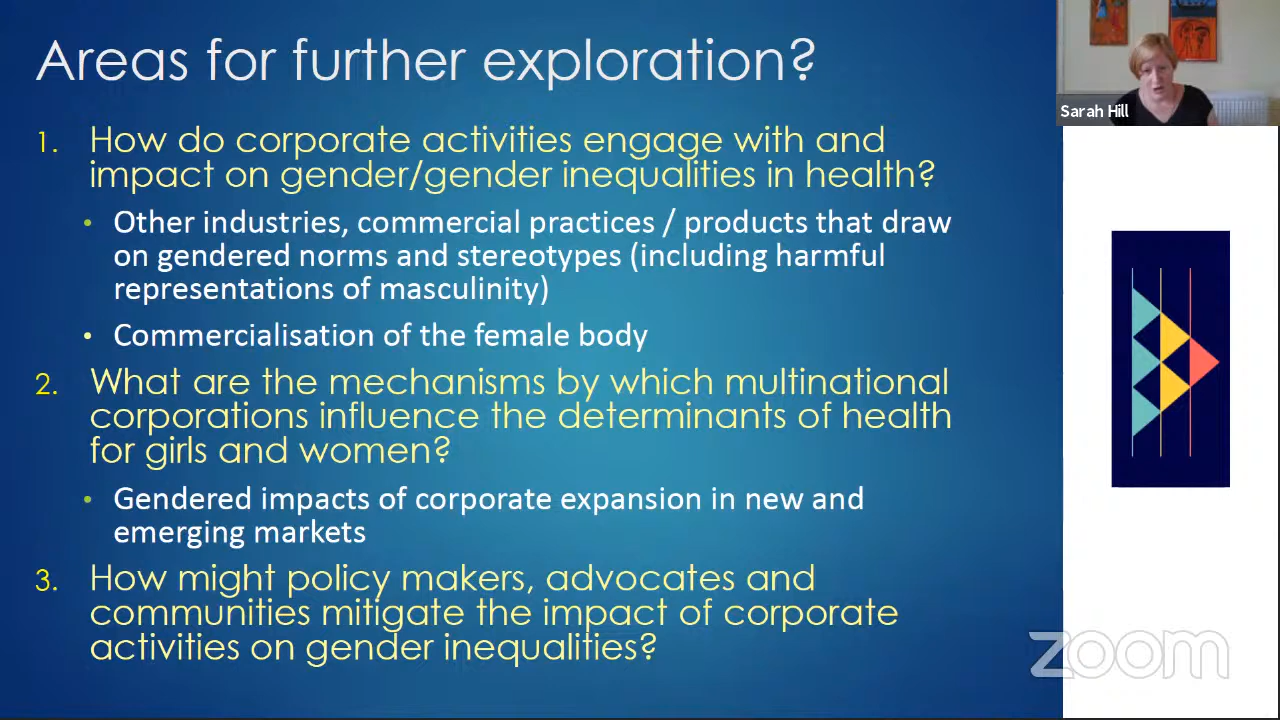 Areas for further exploration?
1. How do corporate activities engage with and
impact on gender/gender inequalities in health?
• Other industries, commercial practices / products that draw
on gendered norms and stereotypes (including harmful
representations of masculinity)
• Commercialisation of the female body
2. What are the mechanisms by which multinational
corporations influence the determinants of health
for girls and women?
• Gendered impacts of corporate expansion in new and
emerging markets
3. How might policy makers, advocates and
communities mitigate the impact of corporate
activities on gender inequalities?
Sarah Hill
zoom